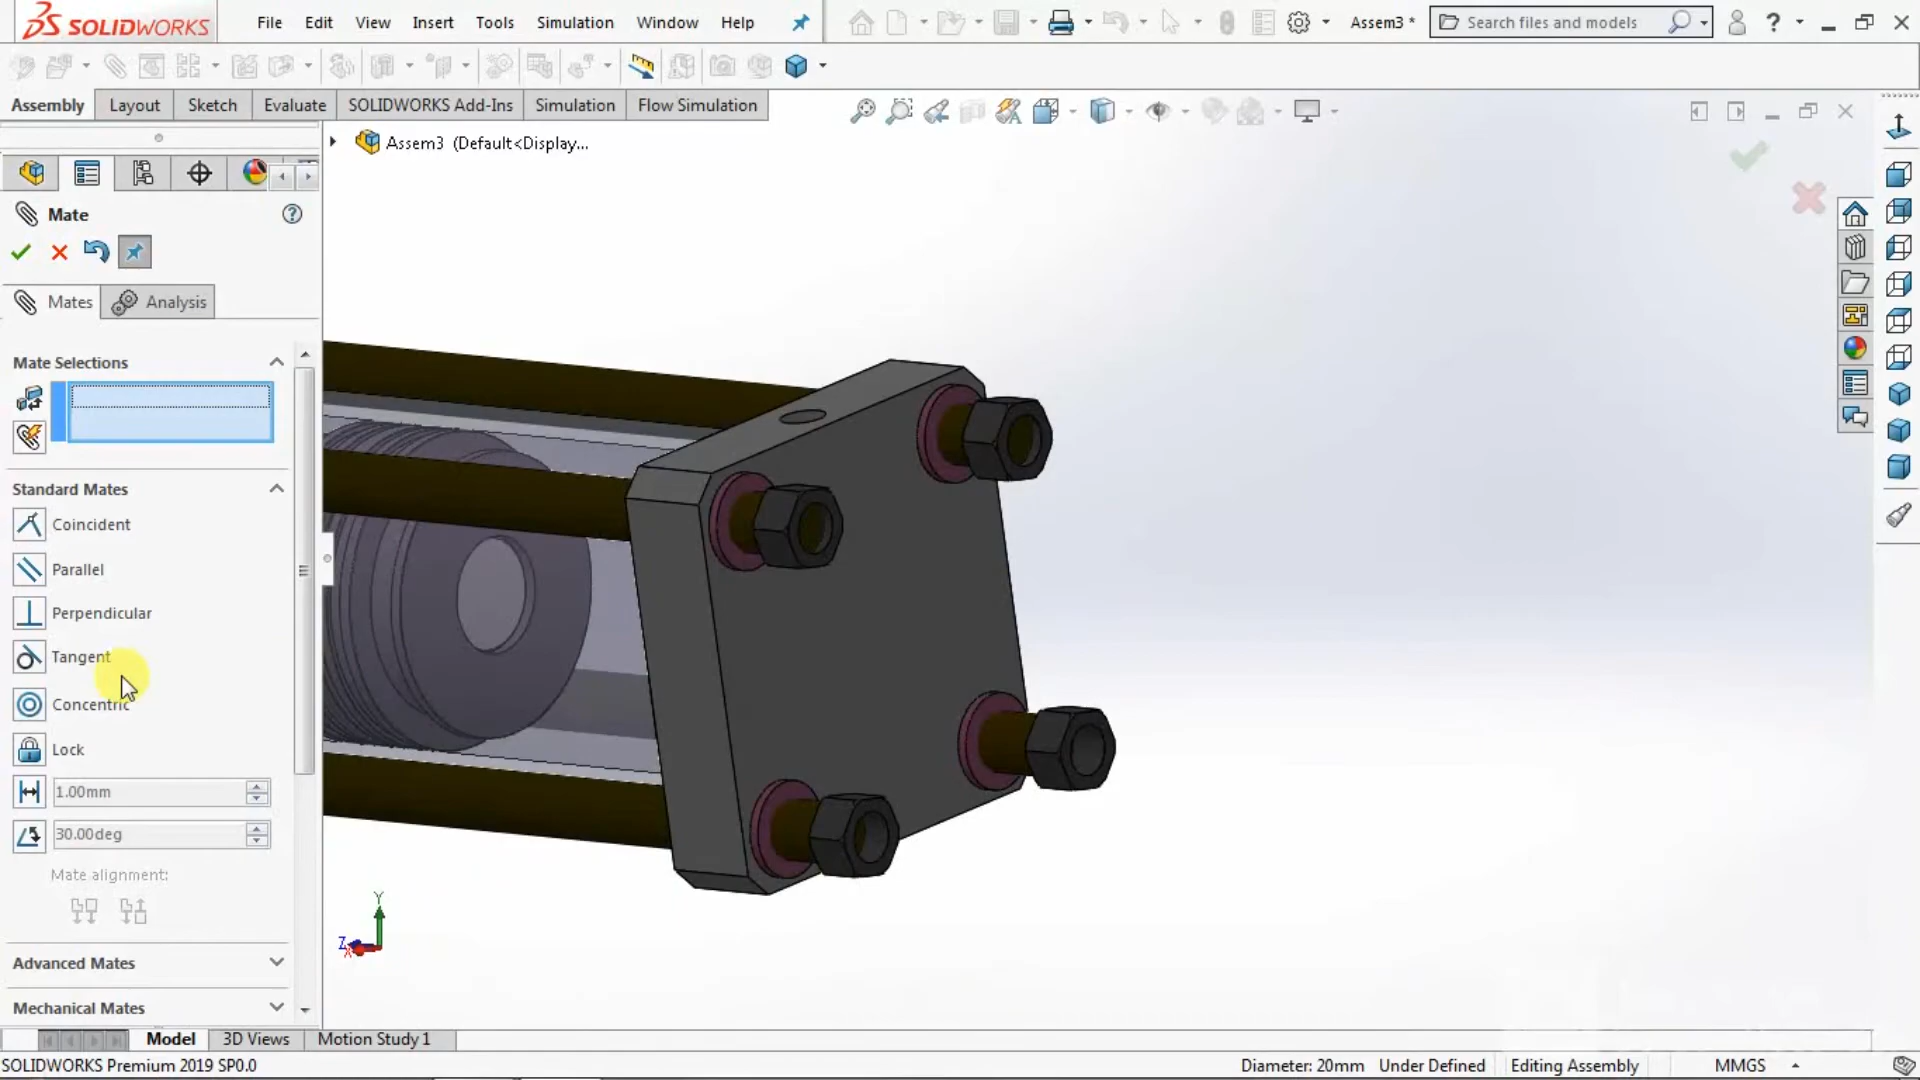 SOLIDWORKS File Edit View Insert Tools Simulation Window Help Assem3 * Search files and models ?
Assembly Layout Sketch Evaluate SOLIDWORKS Add-Ins Simulation Flow Simulation
Assem3 (Default<Display...
Mate
Mates Analysis
Mate Selections
Standard Mates
Coincident
Parallel
Perpendicular
Tangent
Concentric
Lock
1.00mm
30.00deg
Mate alignment:
Advanced Mates
Mechanical Mates
Y
Z
X
Model 3D Views Motion Study 1
SOLIDWORKS Premium 2019 SP0.0 Diameter: 20mm Under Defined Editing Assembly MMGS